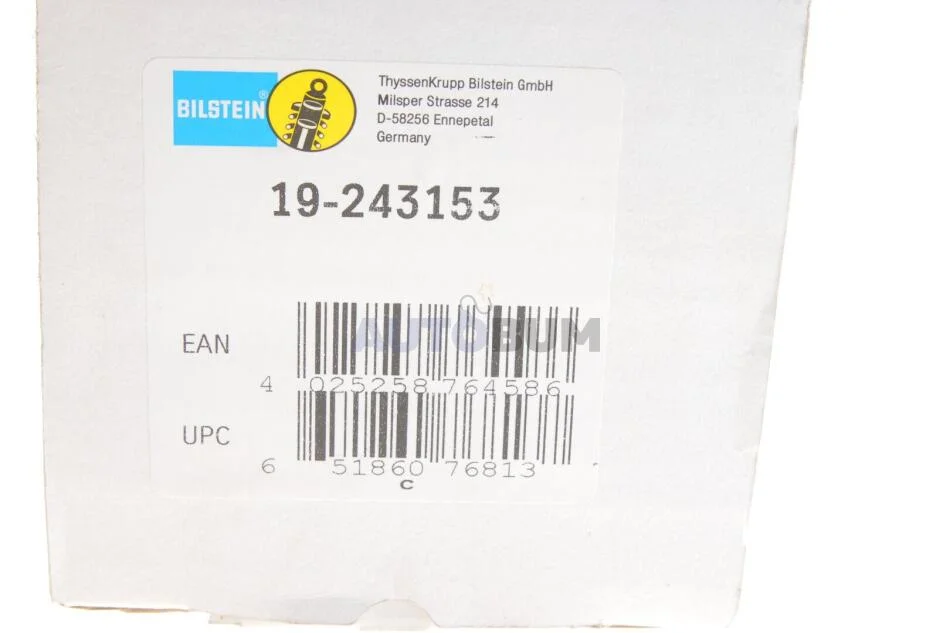 BILSTEIN®
ThyssenKrupp Bilstein GmbH
Milsper Strasse 214
D-58256 Ennepetal
Germany
19-243153
AUTOBUM
EAN
4 025258 764586
UPC
6 51860 76813
C